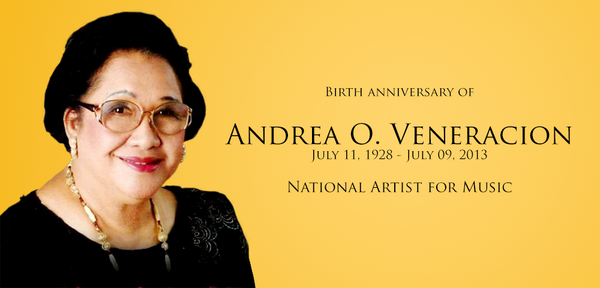 Birth anniversary of
Andrea O. Veneracion
July 11, 1928 - July 09, 2013
National Artist for Music